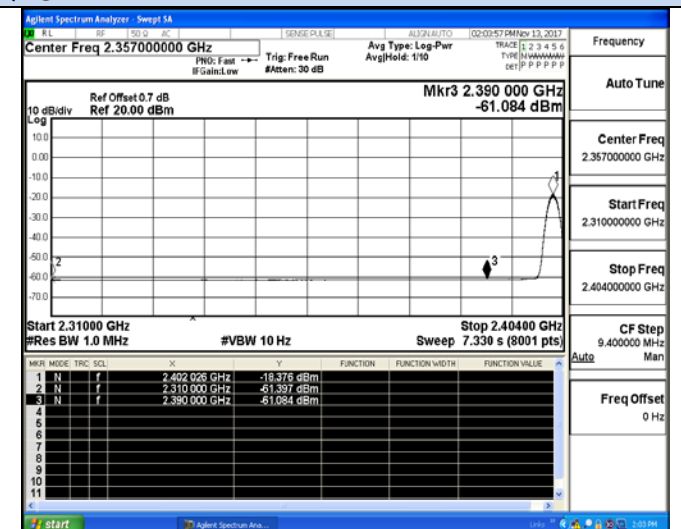 Agilent Spectrum Analyzer - Swept SA
RL RF 50 Ω AC SENSE:PULSE ALIGN AUTO 02:03:57 PM Nov 13, 2017
Center Freq 2.357000000 GHz
PNO: Fast
IFGain:Low
Trig: Free Run
#Atten: 30 dB
Avg Type: Log-Pwr
Avg|Hold: 1/10
TRACE 1 2 3 4 5 6
TYPE
DET P P P P P P
Ref Offset 0.7 dB
Ref 20.00 dBm
10 dB/div
Log
Mkr3 2.390 000 GHz
-61.084 dBm
10.0
0.00
-10.0
-20.0
-30.0
-40.0
-50.0
-60.0
-70.0
1
2
3
Start 2.31000 GHz
#Res BW 1.0 MHz
#VBW 10 Hz
Stop 2.40400 GHz
Sweep 7.330 s (8001 pts)
MKR MODE TRC SCL X Y FUNCTION FUNCTION WIDTH FUNCTION VALUE
1 N f 2.402 026 GHz -18.376 dBm
2 N f 2.310 000 GHz -61.397 dBm
3 N f 2.390 000 GHz -61.084 dBm
4
5
6
7
8
9
10
11
Frequency
Auto Tune
Center Freq
2.357000000 GHz
Start Freq
2.310000000 GHz
Stop Freq
2.404000000 GHz
CF Step
9.400000 MHz
Auto Man
Freq Offset
0 Hz
start
Agilent Spectrum Ana...
Links
2:03 PM